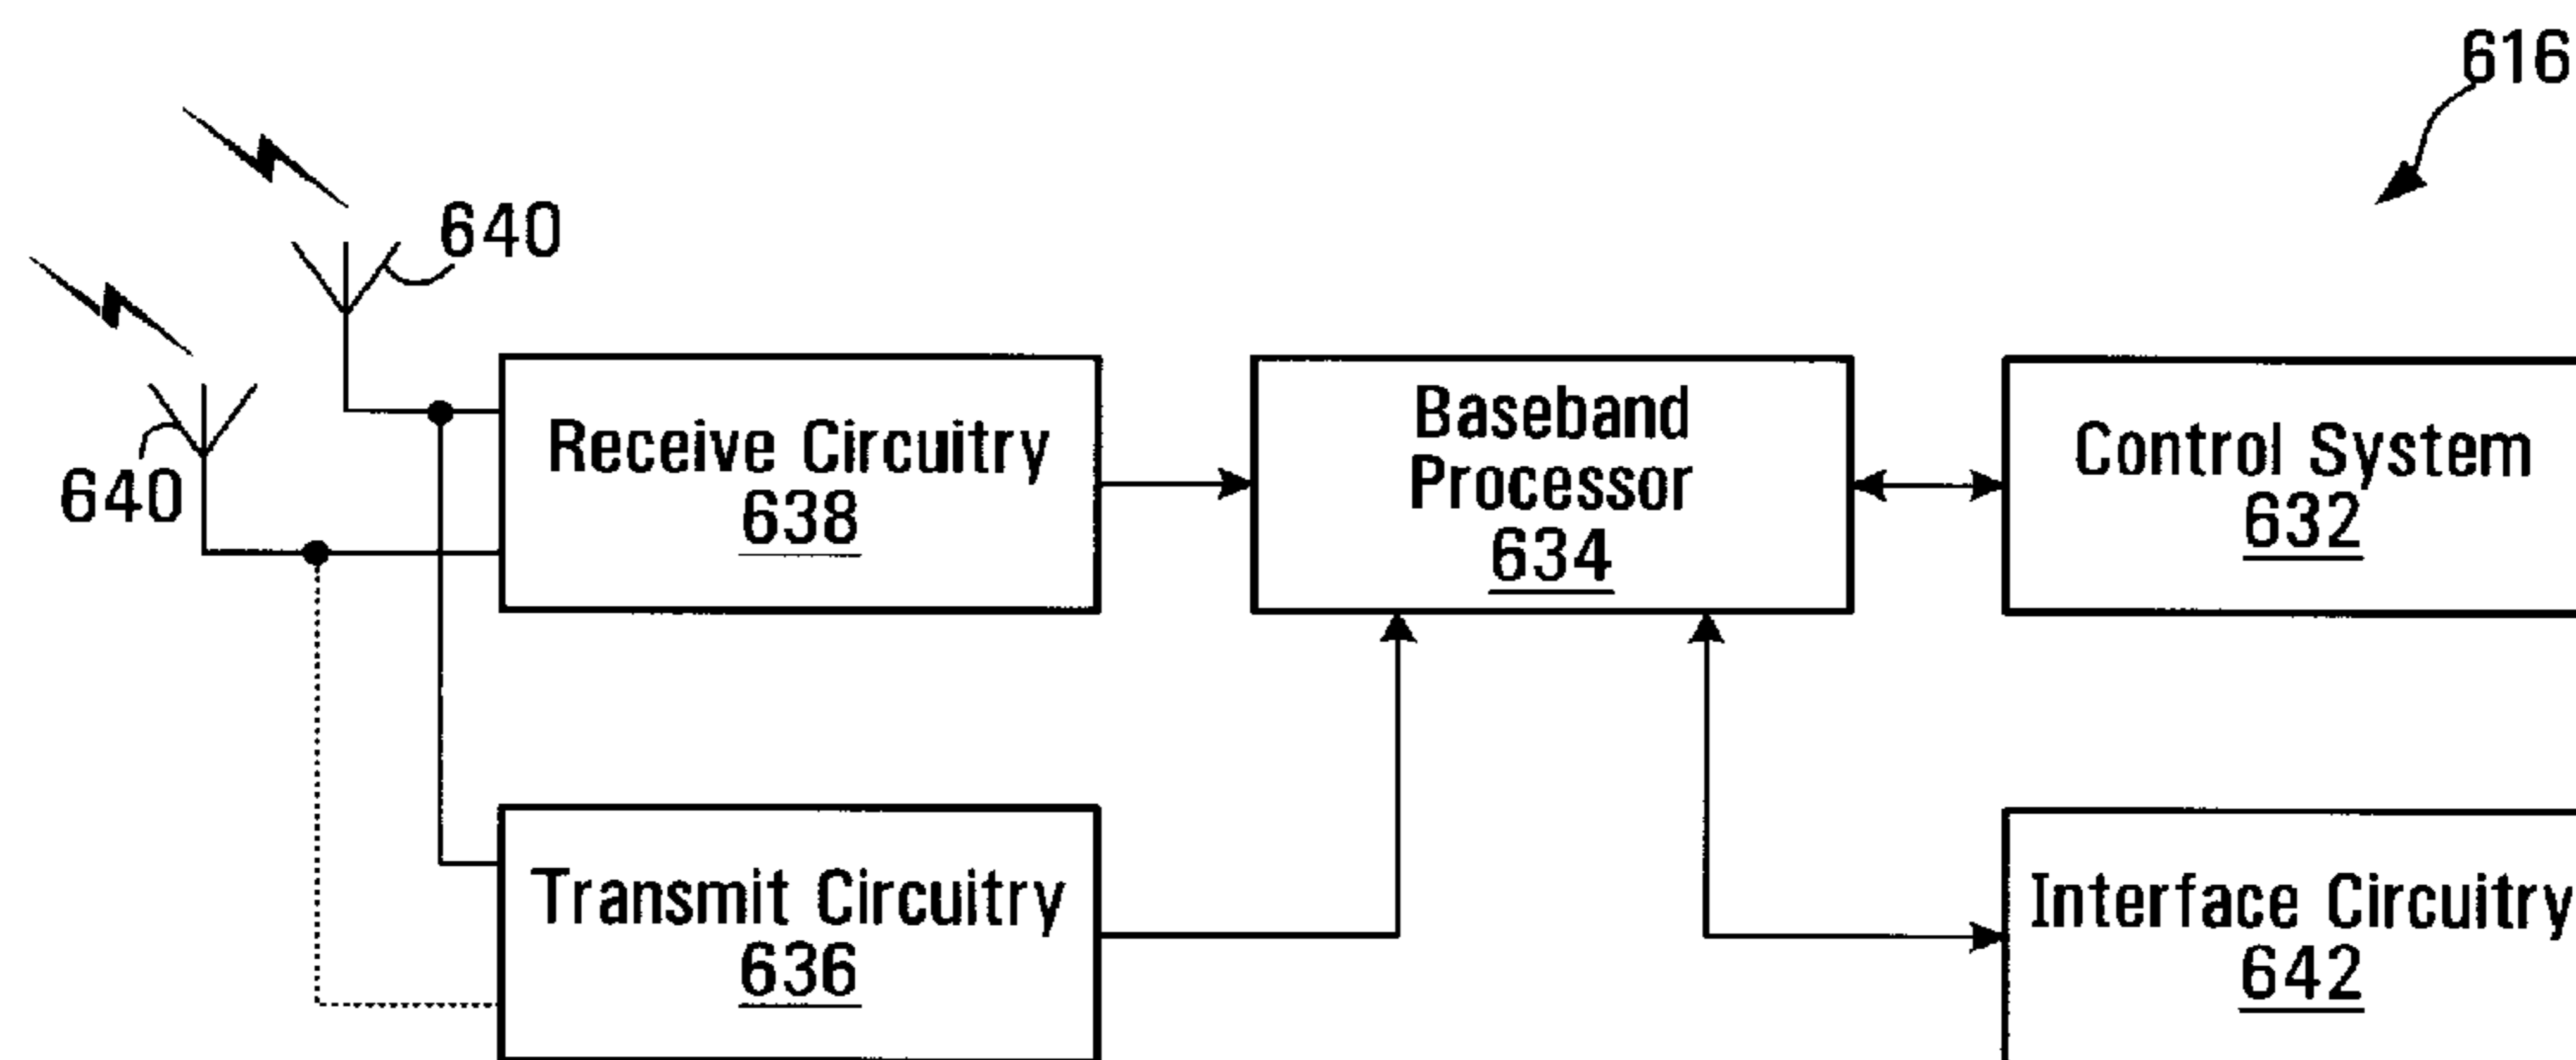 616
640
640
Receive Circuitry
638
Baseband
Processor
634
Control System
632
Transmit Circuitry
636
Interface Circuitry
642